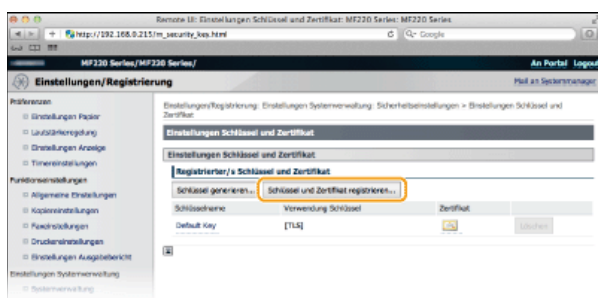 Remote UI: Einstellungen Schlüssel und Zertifikat: MF220 Series: MF220 Series
http://192.168.0.215/m_security_key.html
Google
MF220 Series/MF220 Series/
An Portal Logout
Einstellungen/Registrierung
Mail an Systemmanager
Präferenzen
Einstellungen Papier
Lautstärkeregelung
Einstellungen Anzeige
Timereinstellungen
Funktionseinstellungen
Allgemeine Einstellungen
Kopiereinstellungen
Faxeinstellungen
Druckereinstellungen
Einstellungen Ausgabebericht
Einstellungen Systemverwaltung
Systemverwaltung
Einstellungen/Registrierung: Einstellungen Systemverwaltung: Sicherheitseinstellungen > Einstellungen Schlüssel und
Zertifikat
Einstellungen Schlüssel und Zertifikat
Einstellungen Schlüssel und Zertifikat
Registrierter/s Schlüssel und Zertifikat
Schlüssel generieren...
Schlüssel und Zertifikat registrieren...
Schlüsselname
Verwendung Schlüssel
Zertifikat
Default Key
[TLS]
Löschen